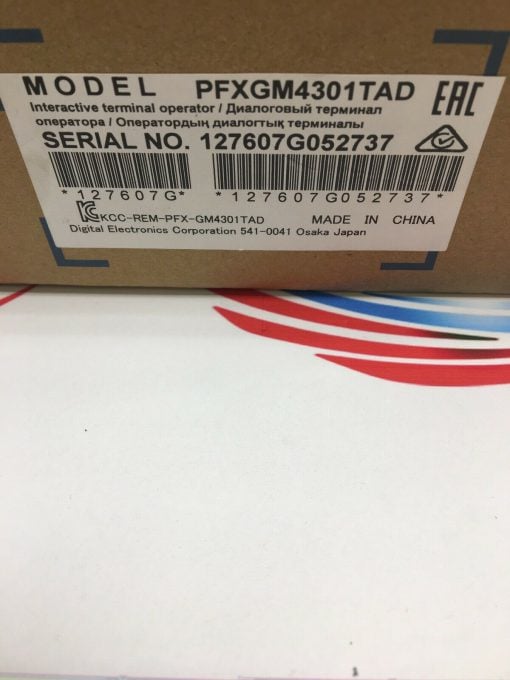 MODEL PFXGM4301TAD EAC
Interactive terminal operator / Диалоговый терминал
оператора / Оператордың диалогтық терминалы
SERIAL NO. 127607G052737
*127607G* *127607G052737*
KCC-REM-PFX-GM4301TAD MADE IN CHINA
Digital Electronics Corporation 541-0041 Osaka Japan